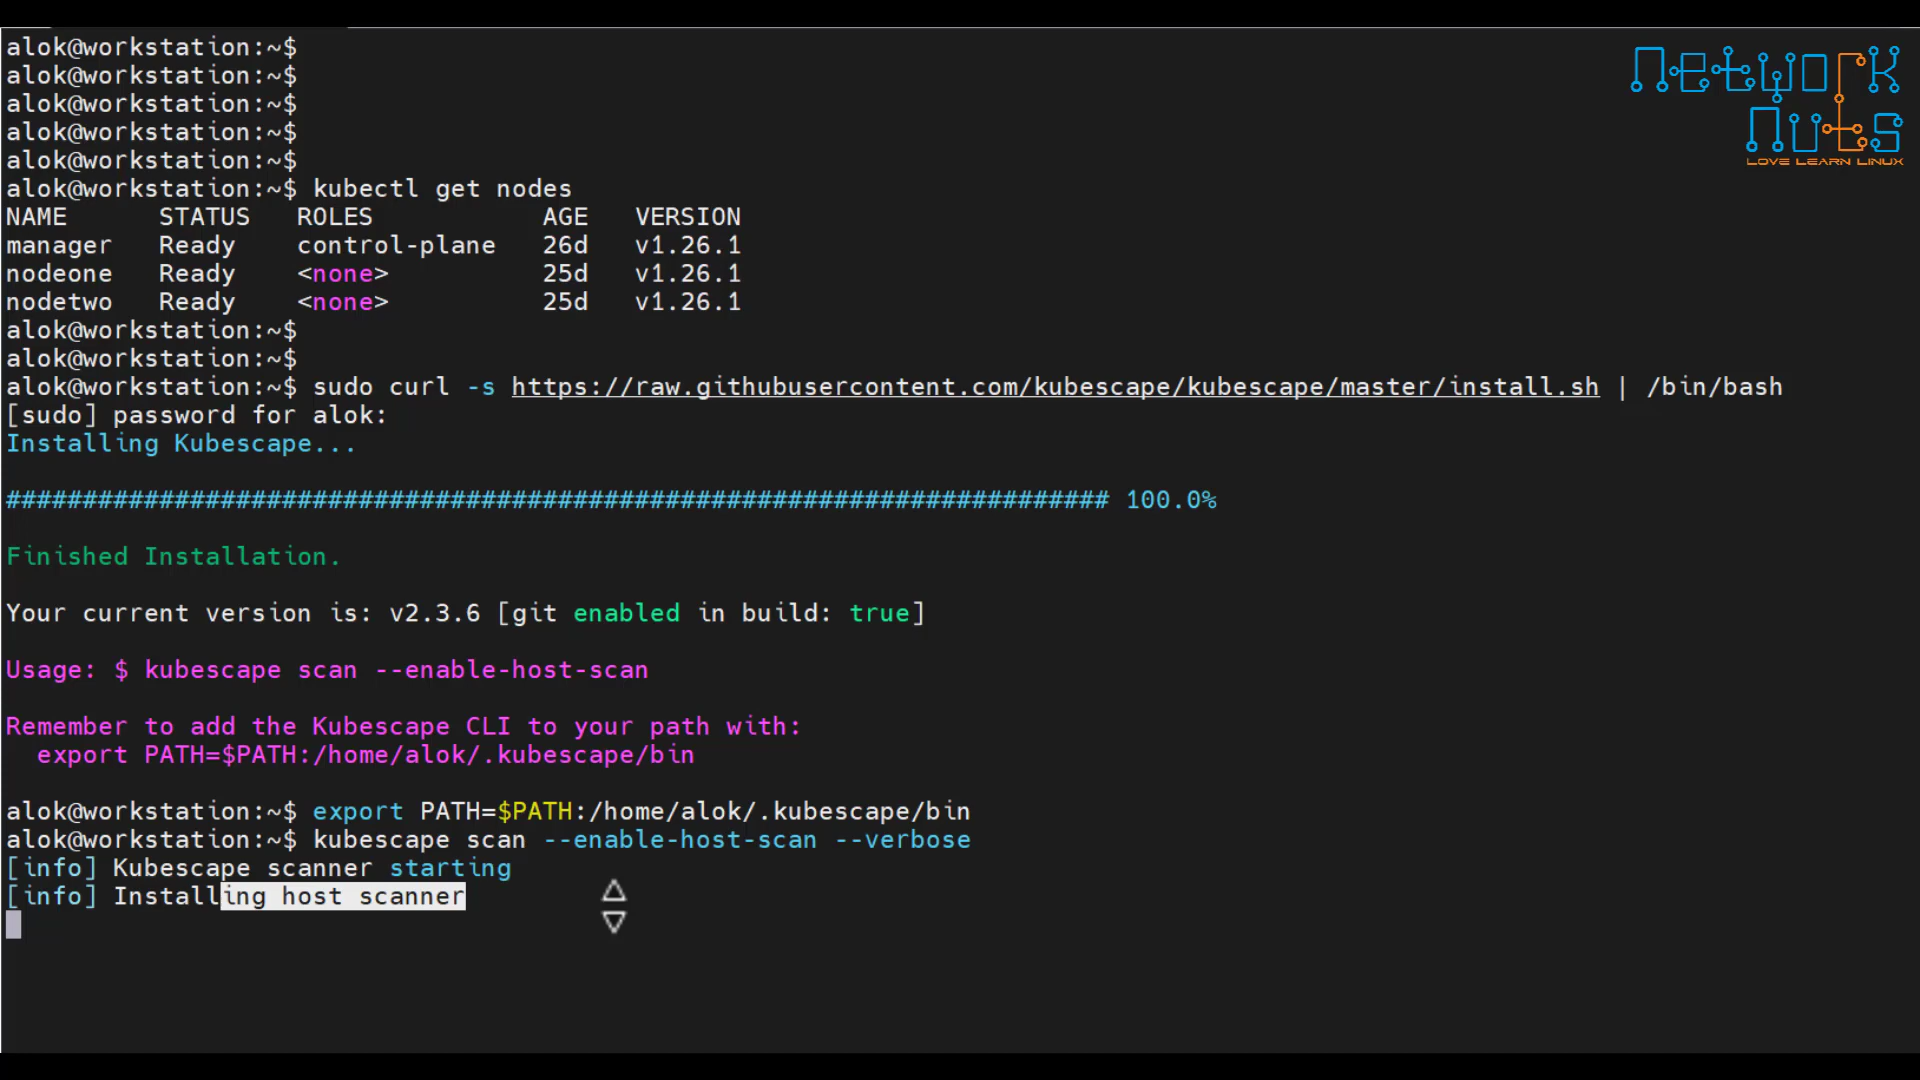 alok@workstation:~$
alok@workstation:~$
alok@workstation:~$
alok@workstation:~$
alok@workstation:~$
alok@workstation:~$ kubectl get nodes
NAME STATUS ROLES AGE VERSION
manager Ready control-plane 26d v1.26.1
nodeone Ready <none> 25d v1.26.1
nodetwo Ready <none> 25d v1.26.1
alok@workstation:~$
alok@workstation:~$
alok@workstation:~$ sudo curl -s https://raw.githubusercontent.com/kubescape/kubescape/master/install.sh | /bin/bash
[sudo] password for alok:
Installing Kubescape...
######################################################################## 100.0%
Finished Installation.
Your current version is: v2.3.6 [git enabled in build: true]
Usage: $ kubescape scan --enable-host-scan
Remember to add the Kubescape CLI to your path with:
export PATH=$PATH:/home/alok/.kubescape/bin
alok@workstation:~$ export PATH=$PATH:/home/alok/.kubescape/bin
alok@workstation:~$ kubescape scan --enable-host-scan --verbose
[info] Kubescape scanner starting
[info] Installing host scanner
Network
Nuts
LOVE LEARN LINUX